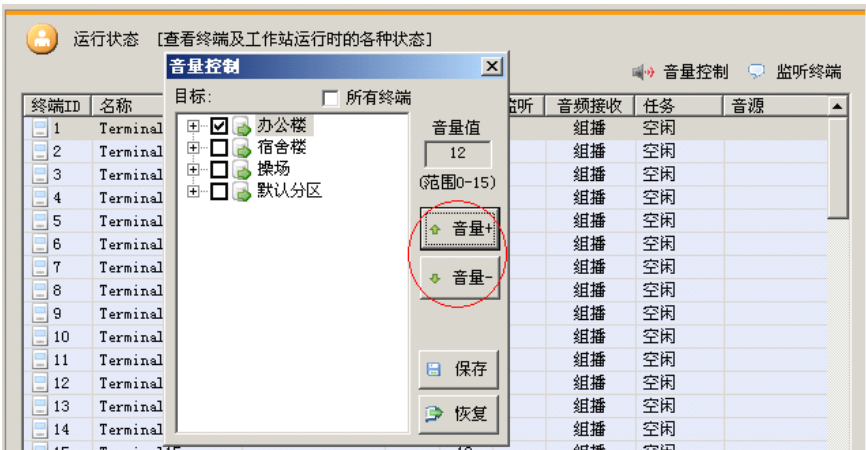 运行状态 [查看终端及工作站运行时的各种状态]
音量控制
音量控制 监听终端
目标: 所有终端
终端ID 名称 监听 音频接收 任务 音源
办公楼
宿舍楼
操场
默认分区
音量值
12
(范围0-15)
音量+
音量-
保存
恢复
1 Terminal 组播 空闲
2 Terminal 组播 空闲
3 Terminal 组播 空闲
4 Terminal 组播 空闲
5 Terminal 组播 空闲
6 Terminal 组播 空闲
7 Terminal 组播 空闲
8 Terminal 组播 空闲
9 Terminal 组播 空闲
10 Terminal 组播 空闲
11 Terminal 组播 空闲
12 Terminal 组播 空闲
13 Terminal 组播 空闲
14 Terminal 组播 空闲